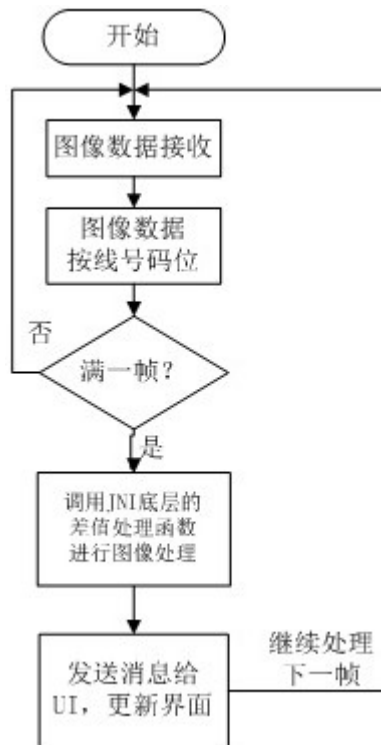 开始
图像数据接收
图像数据
按线号码位
满一帧？
否
是
调用JNI底层的
差值处理函数
进行图像处理
发送消息给
UI，更新界面
继续处理
下一帧